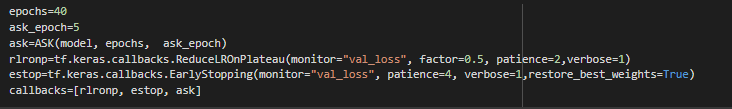 epochs=40
ask_epoch=5
ask=ASK(model, epochs,  ask_epoch)
rlronp=tf.keras.callbacks.ReduceLROnPlateau(monitor="val_loss", factor=0.5, patience=2,verbose=1)
estop=tf.keras.callbacks.EarlyStopping(monitor="val_loss", patience=4, verbose=1,restore_best_weights=True)
callbacks=[rlronp, estop, ask]